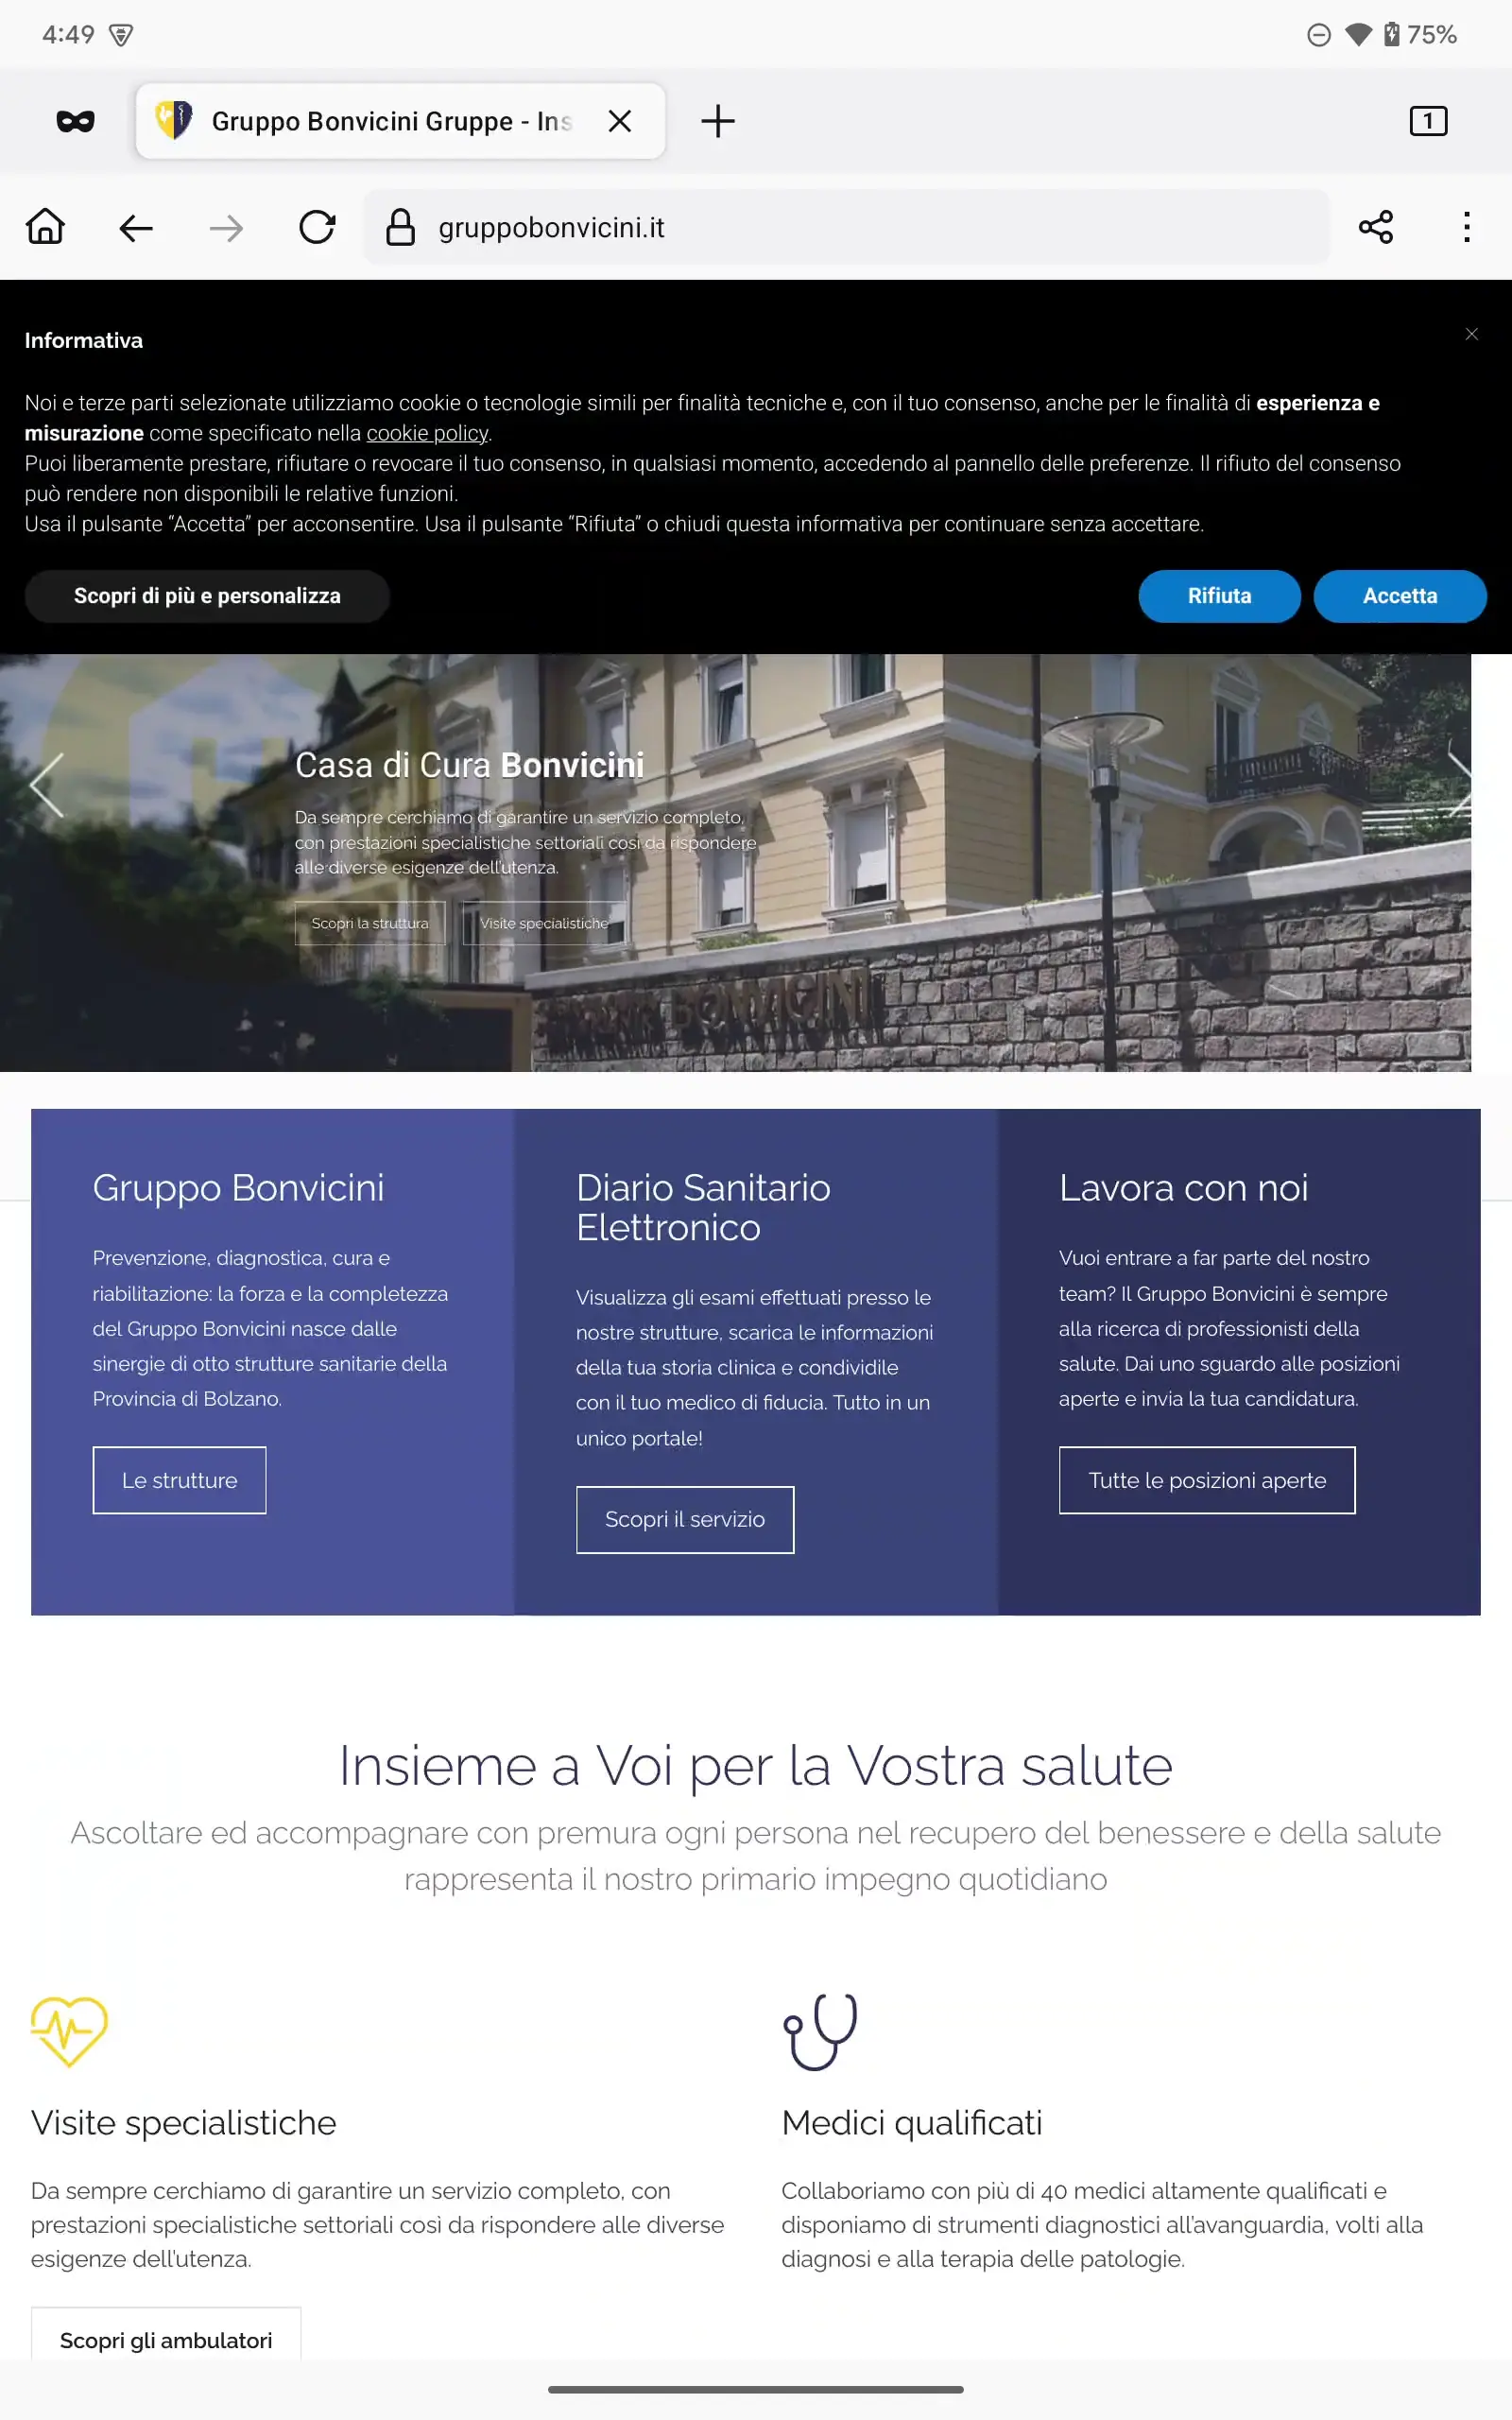 4:49
75%
Gruppo Bonvicini Gruppe - Ins
1
gruppobonvicini.it
Informativa
Noi e terze parti selezionate utilizziamo cookie o tecnologie simili per finalità tecniche e, con il tuo consenso, anche per le finalità di esperienza e
misurazione come specificato nella cookie policy.
Puoi liberamente prestare, rifiutare o revocare il tuo consenso, in qualsiasi momento, accedendo al pannello delle preferenze. Il rifiuto del consenso
può rendere non disponibili le relative funzioni.
Usa il pulsante “Accetta” per acconsentire. Usa il pulsante “Rifiuta” o chiudi questa informativa per continuare senza accettare.
Scopri di più e personalizza
Rifiuta
Accetta
Casa di Cura Bonvicini
Da sempre cerchiamo di garantire un servizio completo,
con prestazioni specialistiche settoriali così da rispondere
alle diverse esigenze dell'utenza.
Scopri la struttura
Visite specialistiche
BONVICINI
Gruppo Bonvicini
Prevenzione, diagnostica, cura e
riabilitazione: la forza e la completezza
del Gruppo Bonvicini nasce dalle
sinergie di otto strutture sanitarie della
Provincia di Bolzano.
Le strutture
Diario Sanitario
Elettronico
Visualizza gli esami effettuati presso le
nostre strutture, scarica le informazioni
della tua storia clinica e condividile
con il tuo medico di fiducia. Tutto in un
unico portale!
Scopri il servizio
Lavora con noi
Vuoi entrare a far parte del nostro
team? Il Gruppo Bonvicini è sempre
alla ricerca di professionisti della
salute. Dai uno sguardo alle posizioni
aperte e invia la tua candidatura.
Tutte le posizioni aperte
Insieme a Voi per la Vostra salute
Ascoltare ed accompagnare con premura ogni persona nel recupero del benessere e della salute
rappresenta il nostro primario impegno quotidiano
Visite specialistiche
Da sempre cerchiamo di garantire un servizio completo, con
prestazioni specialistiche settoriali così da rispondere alle diverse
esigenze dell'utenza.
Scopri gli ambulatori
Medici qualificati
Collaboriamo con più di 40 medici altamente qualificati e
disponiamo di strumenti diagnostici all'avanguardia, volti alla
diagnosi e alla terapia delle patologie.